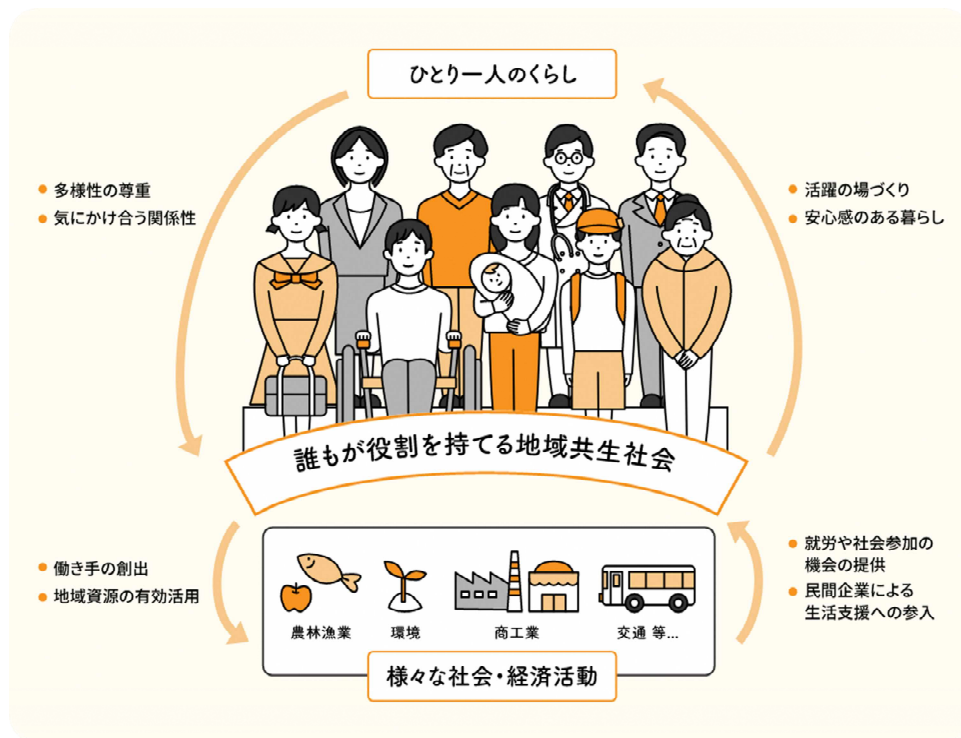 ひとり一人のくらし
● 多様性の尊重
● 気にかけ合う関係性
● 活躍の場づくり
● 安心感のある暮らし
誰もが役割を持てる地域共生社会
● 働き手の創出
● 地域資源の有効活用
● 就労や社会参加の
機会の提供
● 民間企業による
生活支援への参入
農林漁業
環境
商工業
交通 等...
様々な社会・経済活動